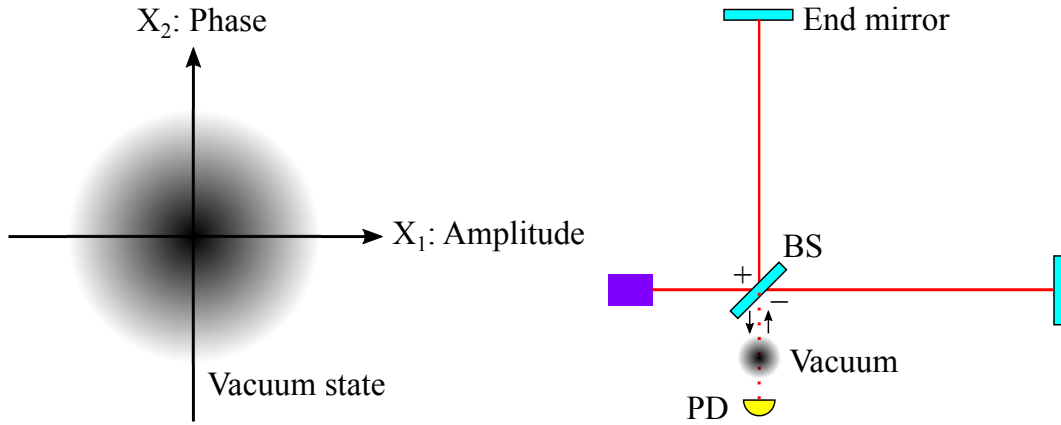 X₂: Phase
X₁: Amplitude
Vacuum state
End mirror
BS
+
−
Vacuum
PD